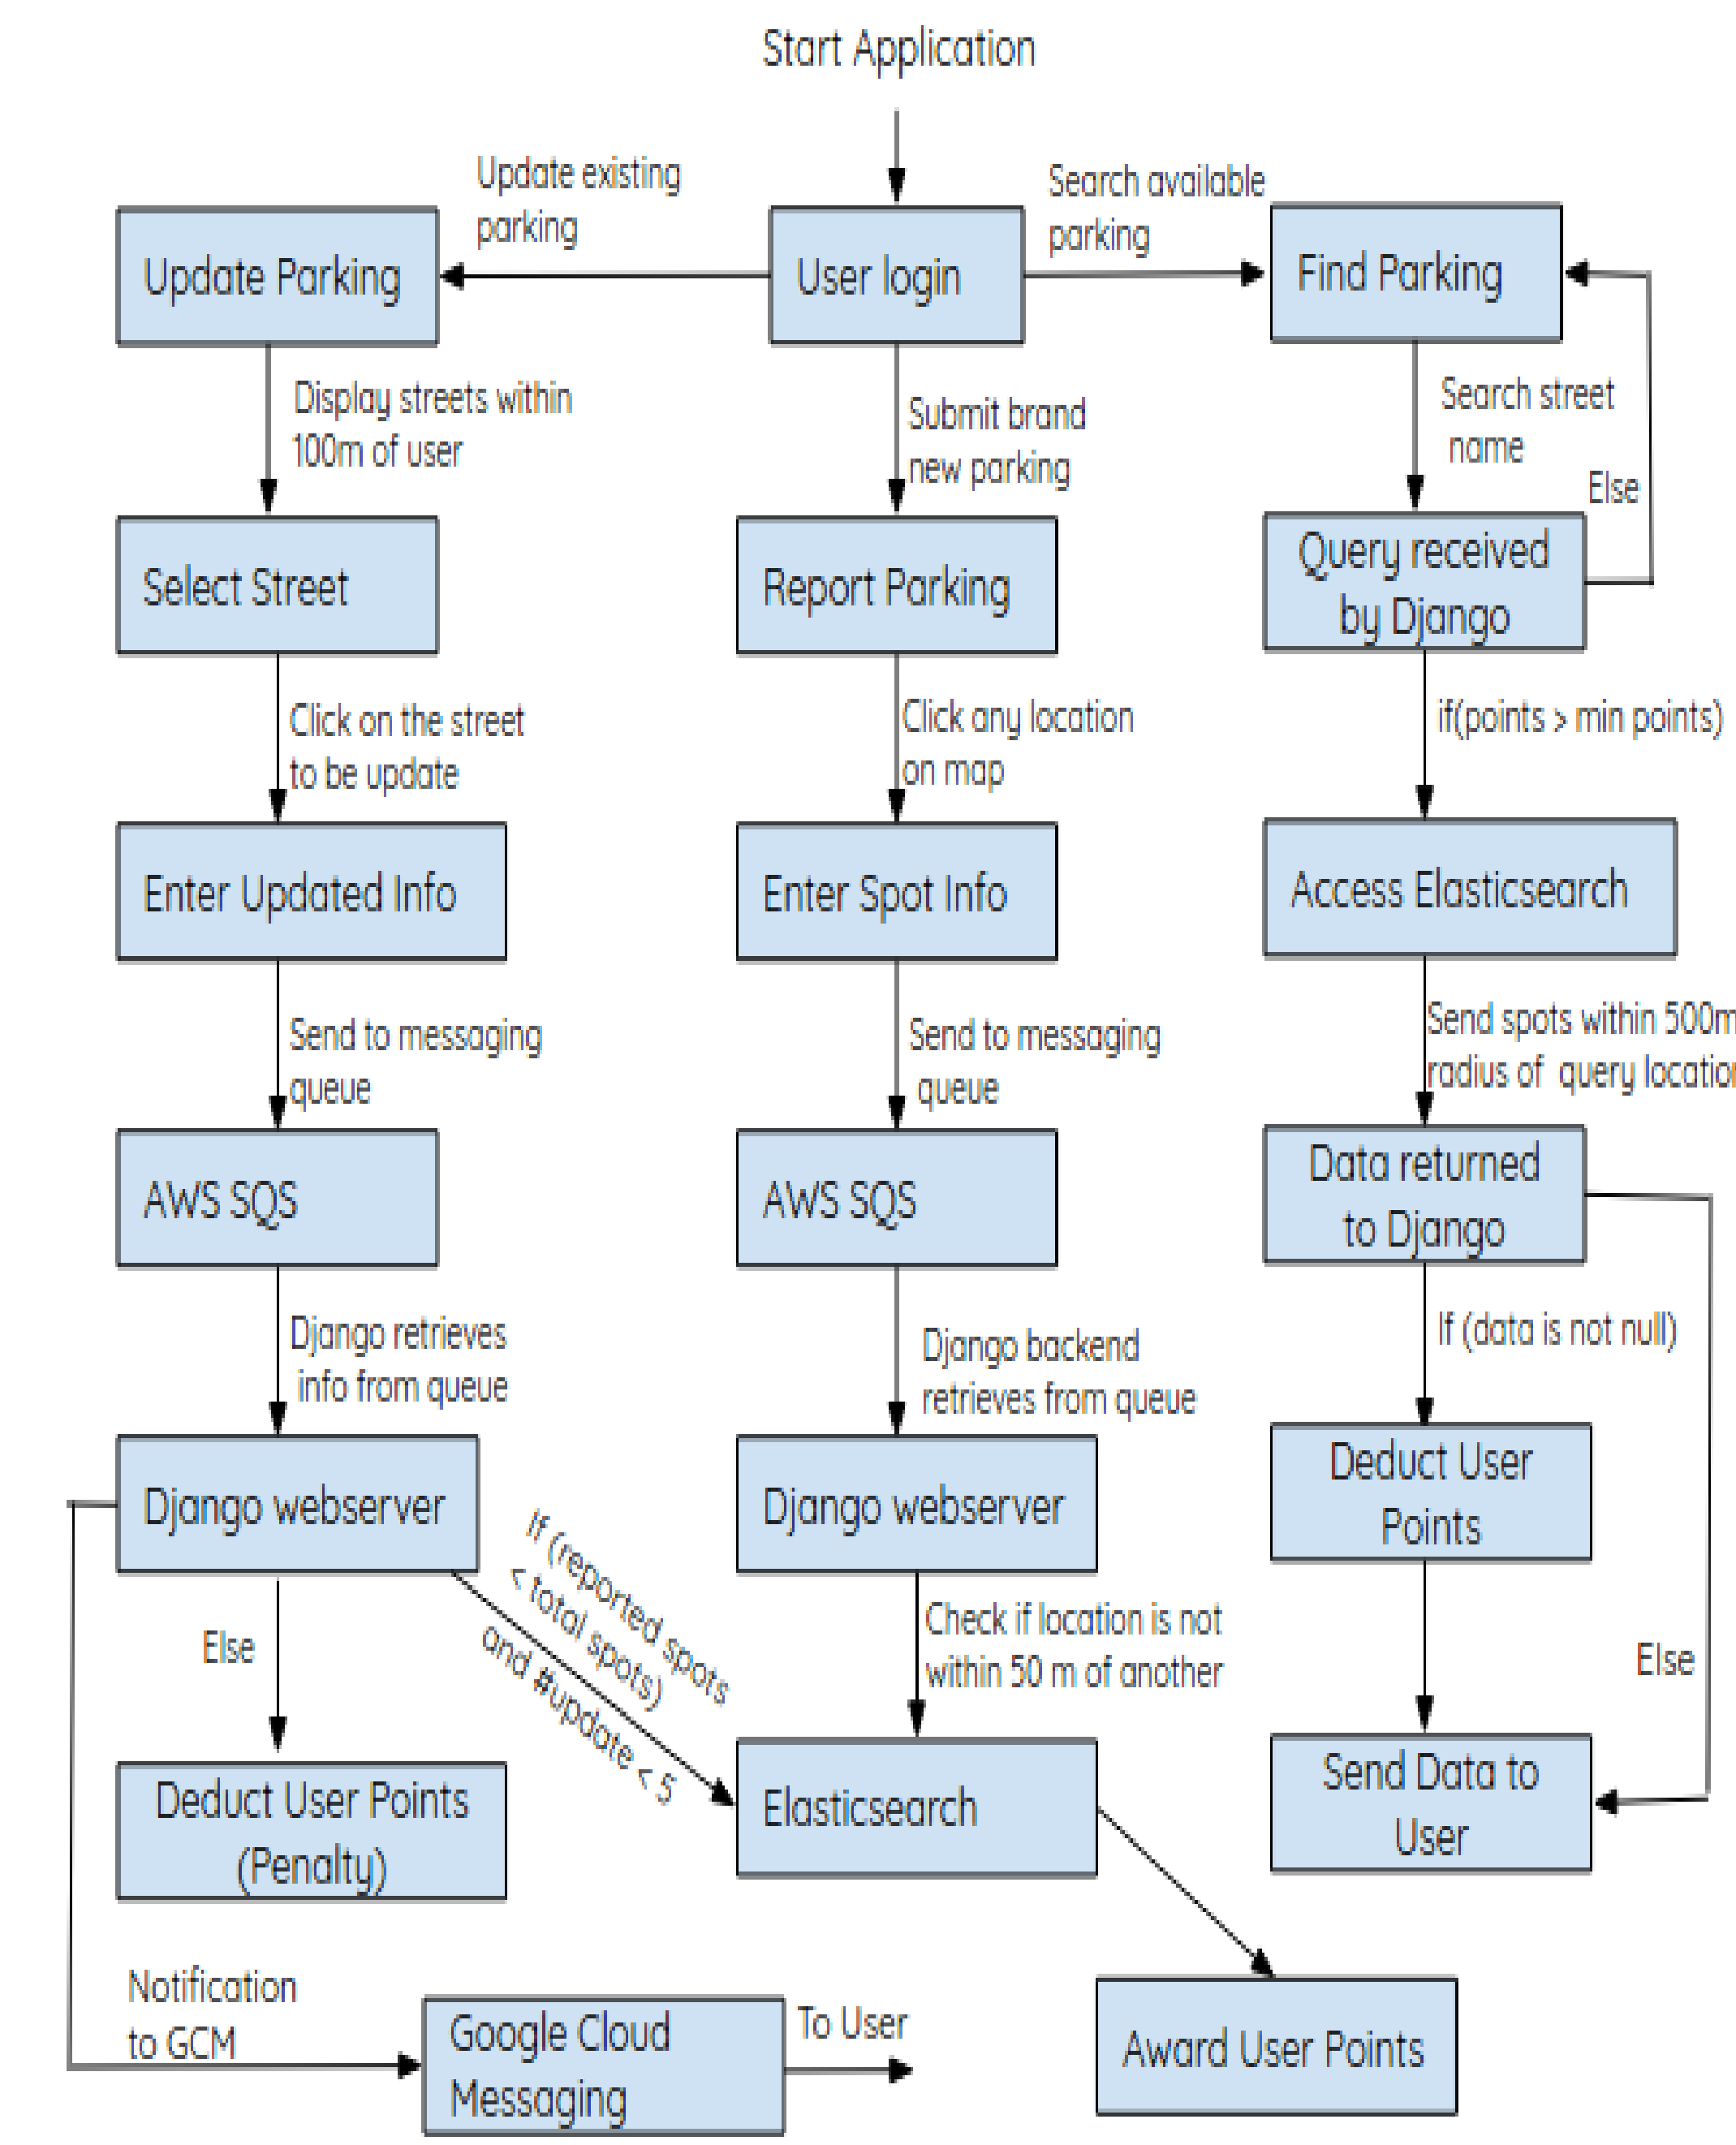 Start Application
Update existing
parking
Search available
parking
Update Parking
User login
Find Parking
Display streets within
100m of user
Submit brand
new parking
Search street
name
Else
Select Street
Report Parking
Query received
by Django
Click on the street
to be update
Click any location
on map
if(points > min points)
Enter Updated Info
Enter Spot Info
Access Elasticsearch
Send to messaging
queue
Send to messaging
queue
Send spots within 500m
radius of query location
AWS SQS
AWS SQS
Data returned
to Django
Django retrieves
info from queue
Django backend
retrieves from queue
If (data is not null)
Django webserver
Django webserver
Deduct User
Points
If (reported spots
< total spots)
and #update < 5
Else
Check if location is not
within 50 m of another
Else
Deduct User Points
(Penalty)
Elasticsearch
Send Data to
User
Notification
to GCM
Google Cloud
Messaging
To User
Award User Points